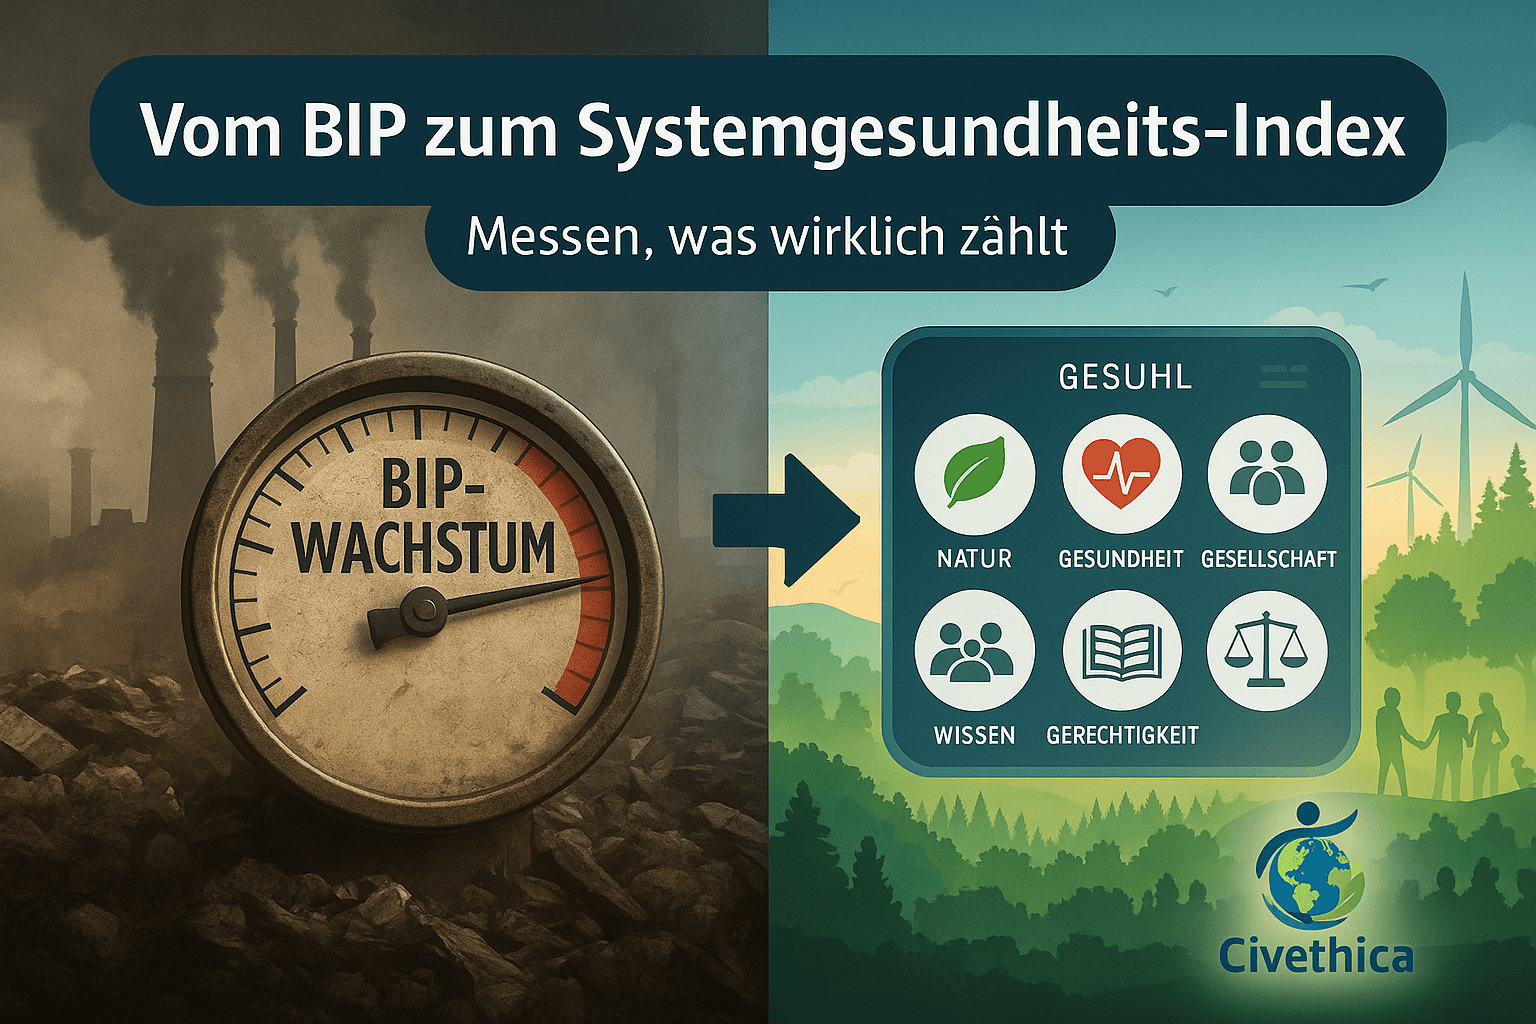 Vom BIP zum Systemgesundheits-Index
Messen, was wirklich zählt
BIP-
WACHSTUM
GESUHL
NATUR
GESUNDHEIT
GESELLSCHAFT
WISSEN
GERECHTIGKEIT
Civethica